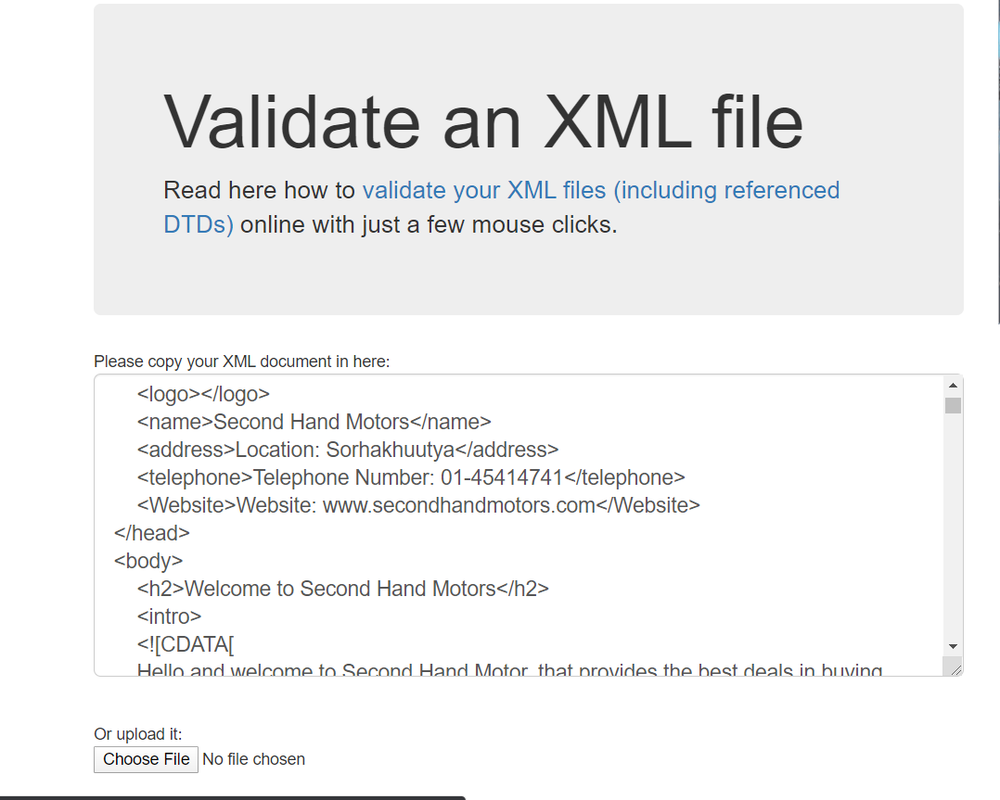 Validate an XML file
Read here how to validate your XML files (including referenced
DTDs) online with just a few mouse clicks.
Please copy your XML document in here:
<logo></logo>
<name>Second Hand Motors</name>
<address>Location: Sorhakhuutya</address>
<telephone>Telephone Number: 01-45414741</telephone>
<Website>Website: www.secondhandmotors.com</Website>
</head>
<body>
<h2>Welcome to Second Hand Motors</h2>
<intro>
<![CDATA[
Hello and welcome to Second Hand Motor, that provides the best deals in buying
Or upload it:
Choose File No file chosen